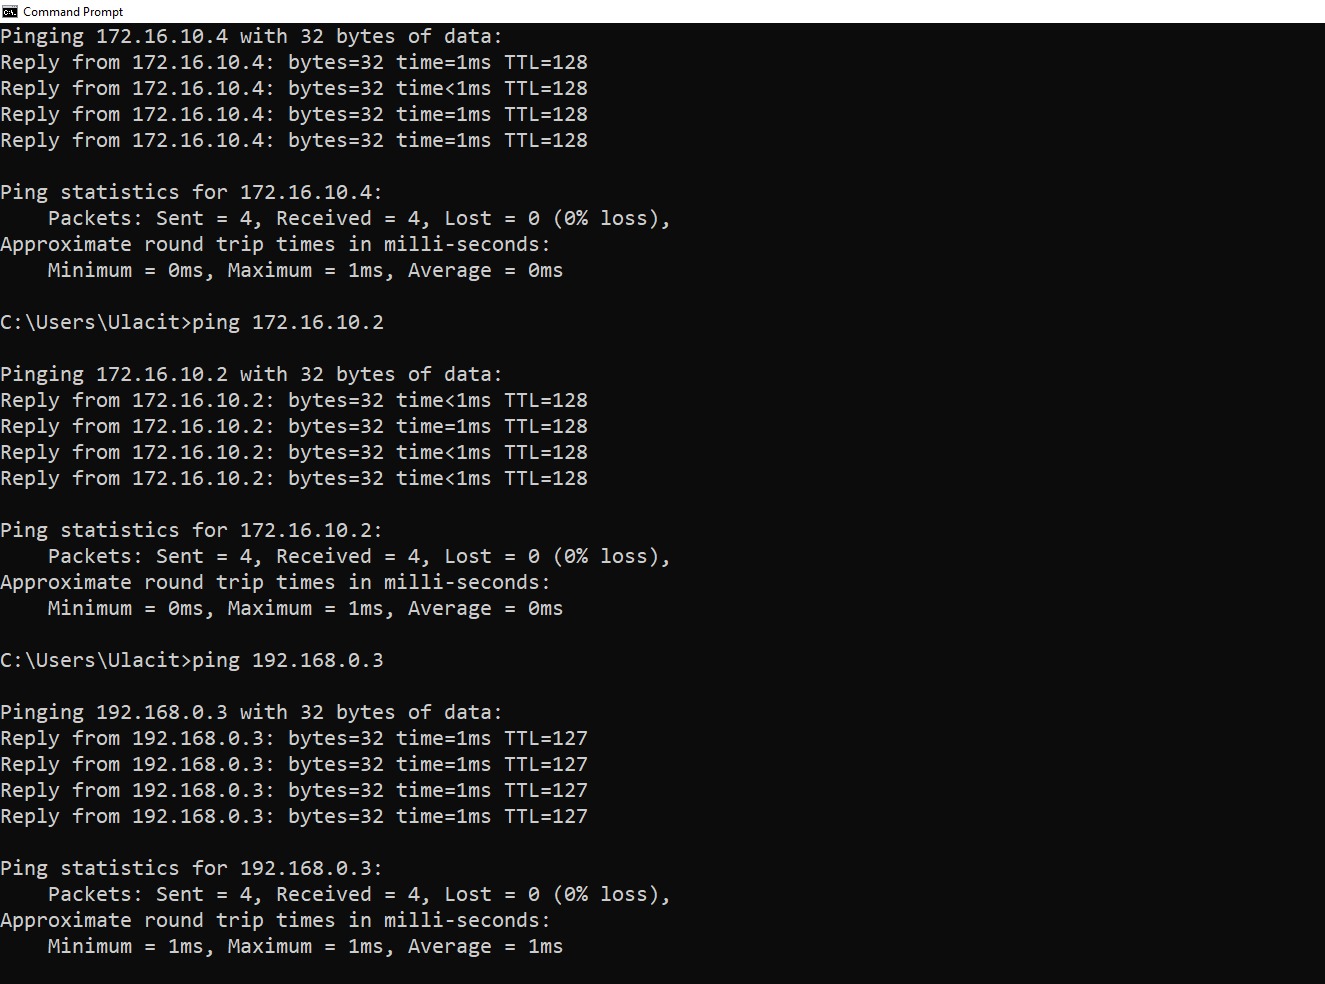 Command Prompt
Pinging 172.16.10.4 with 32 bytes of data:
Reply from 172.16.10.4: bytes=32 time=1ms TTL=128
Reply from 172.16.10.4: bytes=32 time<1ms TTL=128
Reply from 172.16.10.4: bytes=32 time=1ms TTL=128
Reply from 172.16.10.4: bytes=32 time=1ms TTL=128
Ping statistics for 172.16.10.4:
    Packets: Sent = 4, Received = 4, Lost = 0 (0% loss),
Approximate round trip times in milli-seconds:
    Minimum = 0ms, Maximum = 1ms, Average = 0ms
C:\Users\Ulacit>ping 172.16.10.2
Pinging 172.16.10.2 with 32 bytes of data:
Reply from 172.16.10.2: bytes=32 time<1ms TTL=128
Reply from 172.16.10.2: bytes=32 time=1ms TTL=128
Reply from 172.16.10.2: bytes=32 time<1ms TTL=128
Reply from 172.16.10.2: bytes=32 time<1ms TTL=128
Ping statistics for 172.16.10.2:
    Packets: Sent = 4, Received = 4, Lost = 0 (0% loss),
Approximate round trip times in milli-seconds:
    Minimum = 0ms, Maximum = 1ms, Average = 0ms
C:\Users\Ulacit>ping 192.168.0.3
Pinging 192.168.0.3 with 32 bytes of data:
Reply from 192.168.0.3: bytes=32 time=1ms TTL=127
Reply from 192.168.0.3: bytes=32 time=1ms TTL=127
Reply from 192.168.0.3: bytes=32 time=1ms TTL=127
Reply from 192.168.0.3: bytes=32 time=1ms TTL=127
Ping statistics for 192.168.0.3:
    Packets: Sent = 4, Received = 4, Lost = 0 (0% loss),
Approximate round trip times in milli-seconds:
    Minimum = 1ms, Maximum = 1ms, Average = 1ms